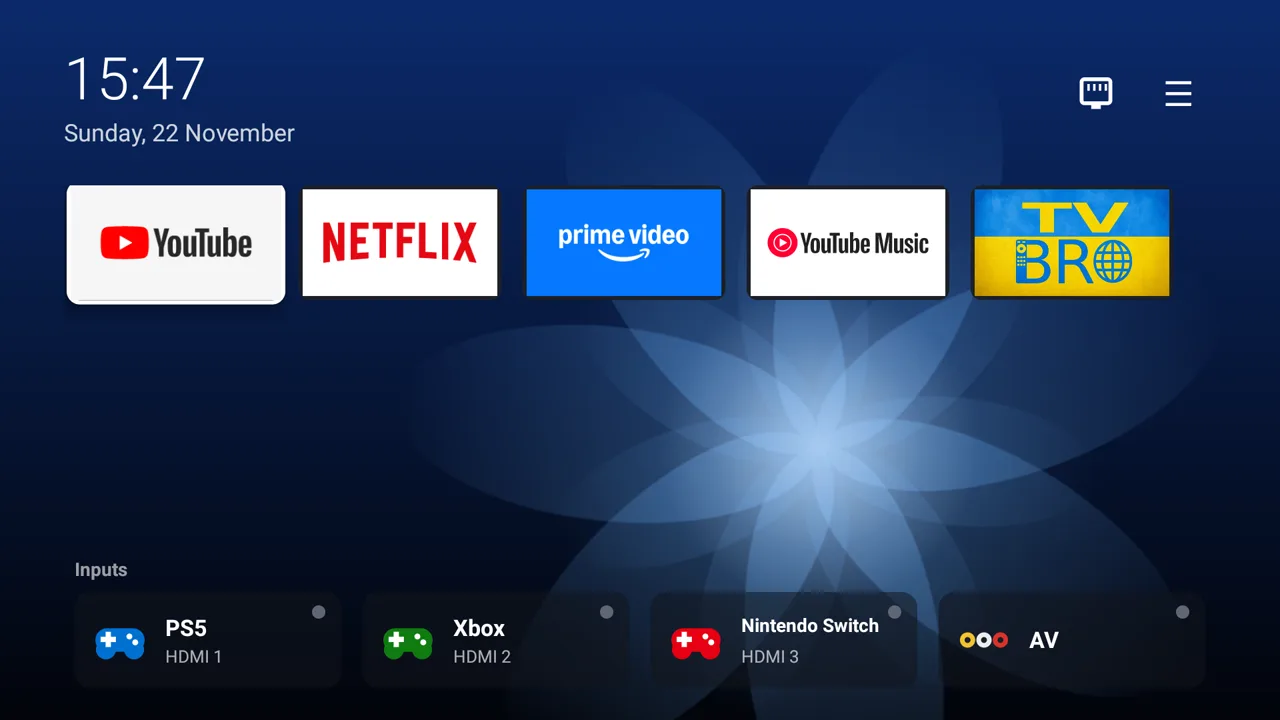 15:47
Sunday, 22 November
YouTube
NETFLIX
prime video
YouTube Music
TV
BRO
Inputs
PS5
HDMI 1
Xbox
HDMI 2
Nintendo Switch
HDMI 3
AV